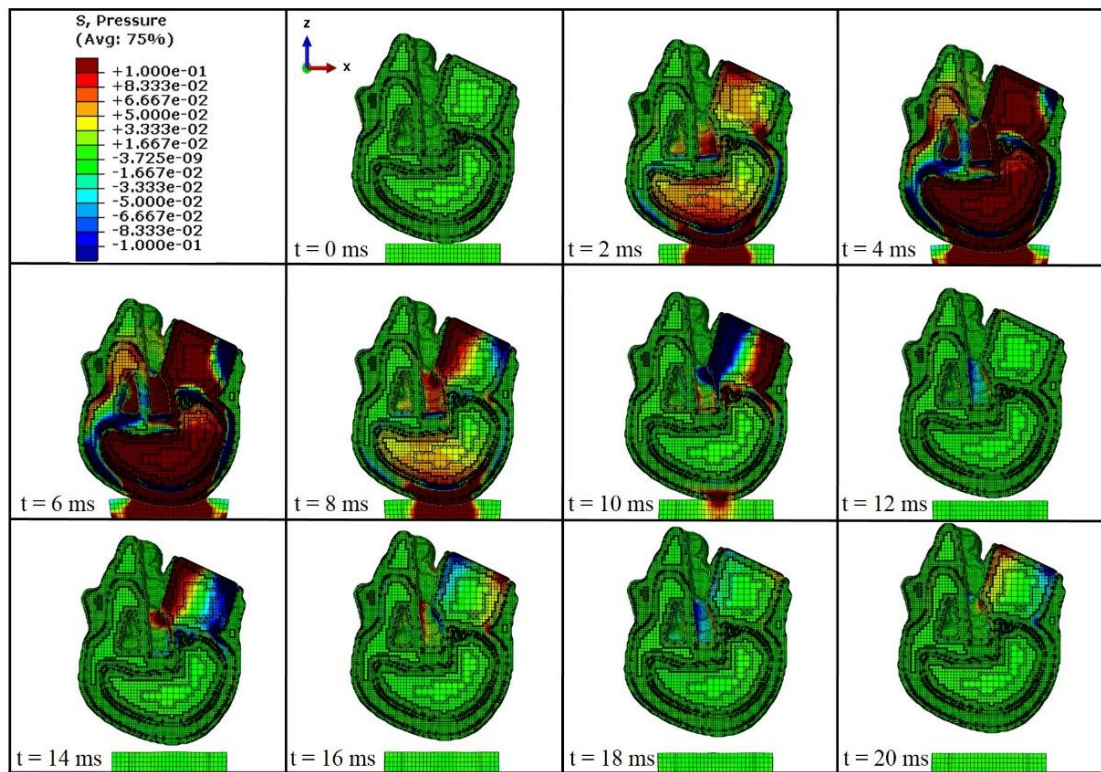 S, Pressure
(Avg: 75%)
+1.000e-01
+8.333e-02
+6.667e-02
+5.000e-02
+3.333e-02
+1.667e-02
-3.725e-09
-1.667e-02
-3.333e-02
-5.000e-02
-6.667e-02
-8.333e-02
-1.000e-01
z
x
t = 0 ms
t = 2 ms
t = 4 ms
t = 6 ms
t = 8 ms
t = 10 ms
t = 12 ms
t = 14 ms
t = 16 ms
t = 18 ms
t = 20 ms